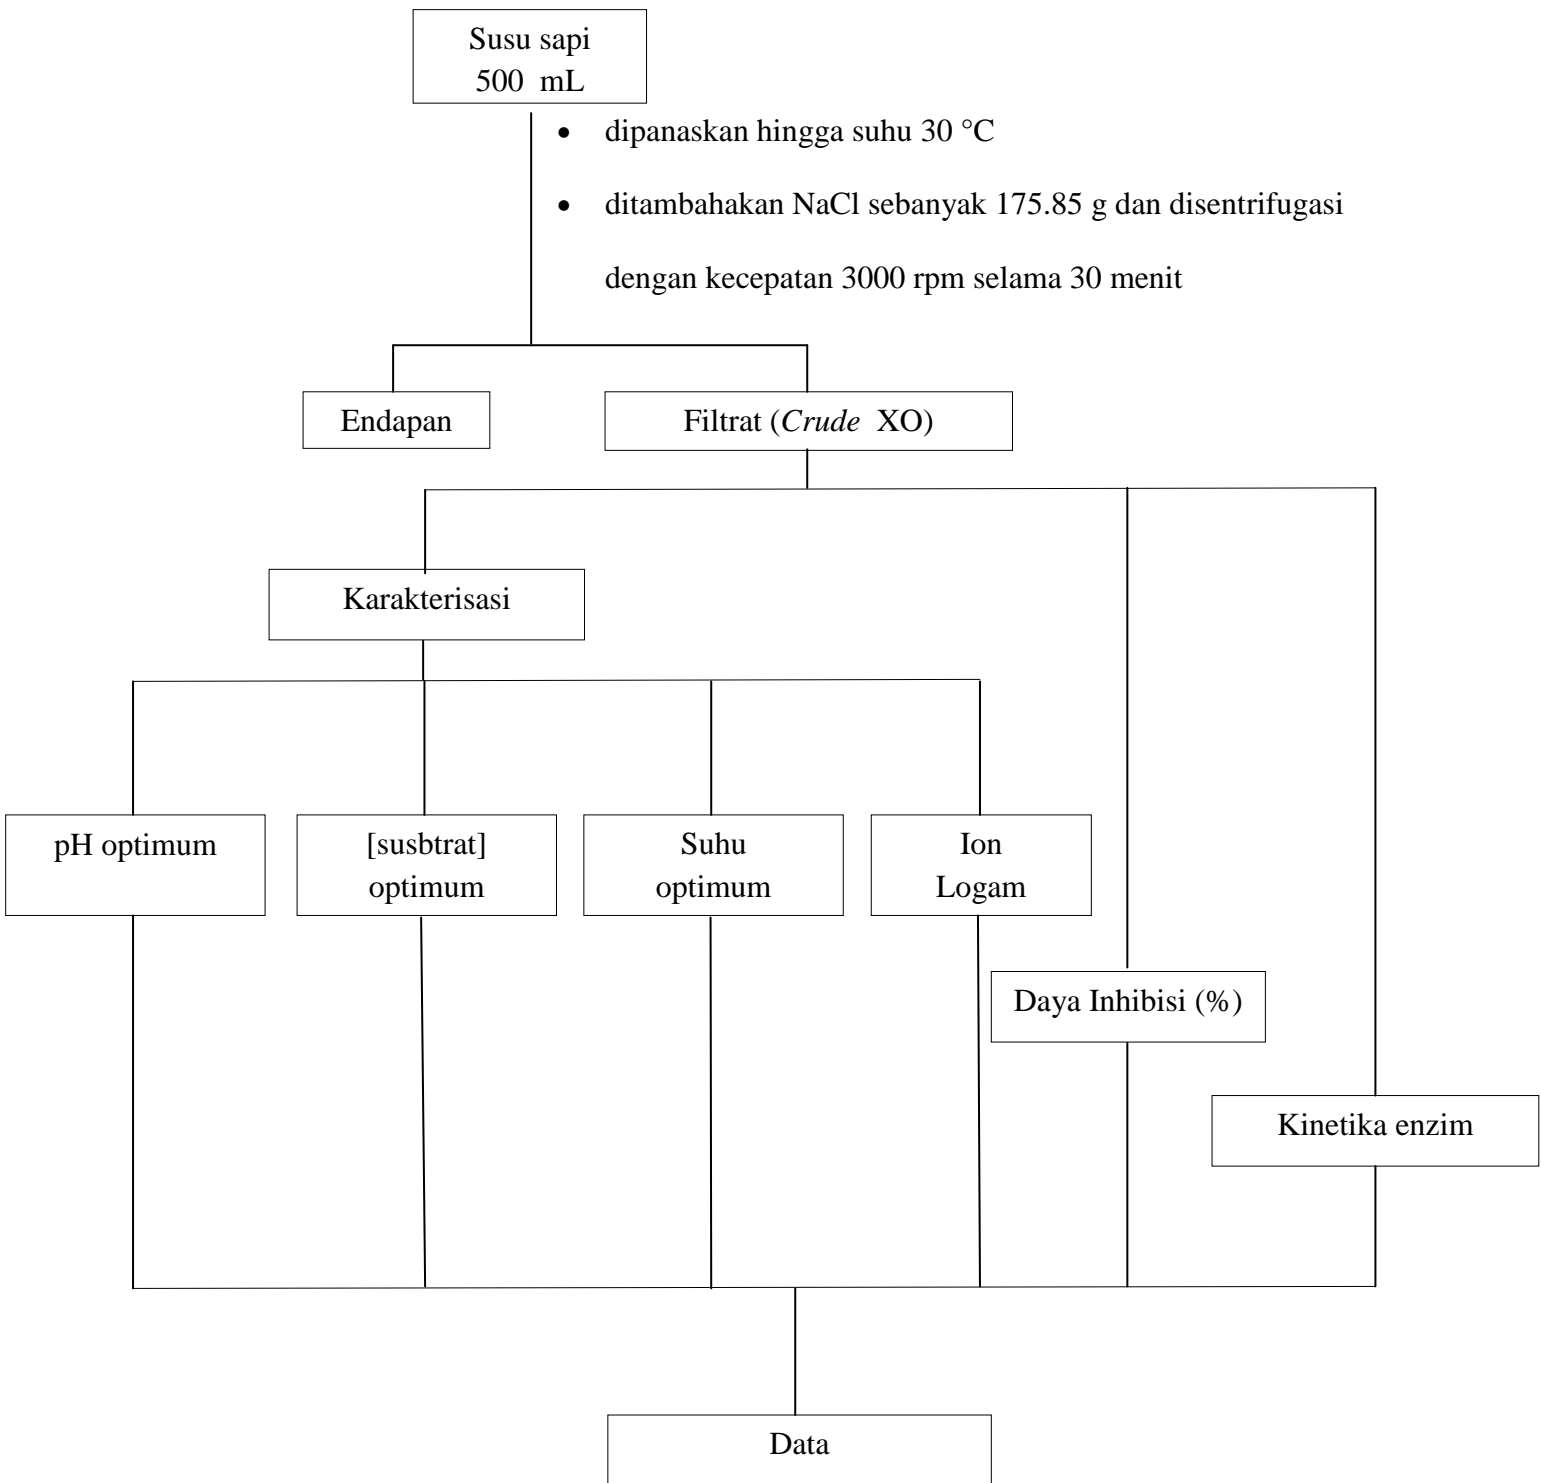 Susu sapi
500 mL
• dipanaskan hingga suhu 30 °C
• ditambahakan NaCl sebanyak 175.85 g dan disentrifugasi
dengan kecepatan 3000 rpm selama 30 menit
Endapan
Filtrat (Crude XO)
Karakterisasi
pH optimum
[susbtrat]
optimum
Suhu
optimum
Ion
Logam
Daya Inhibisi (%)
Kinetika enzim
Data